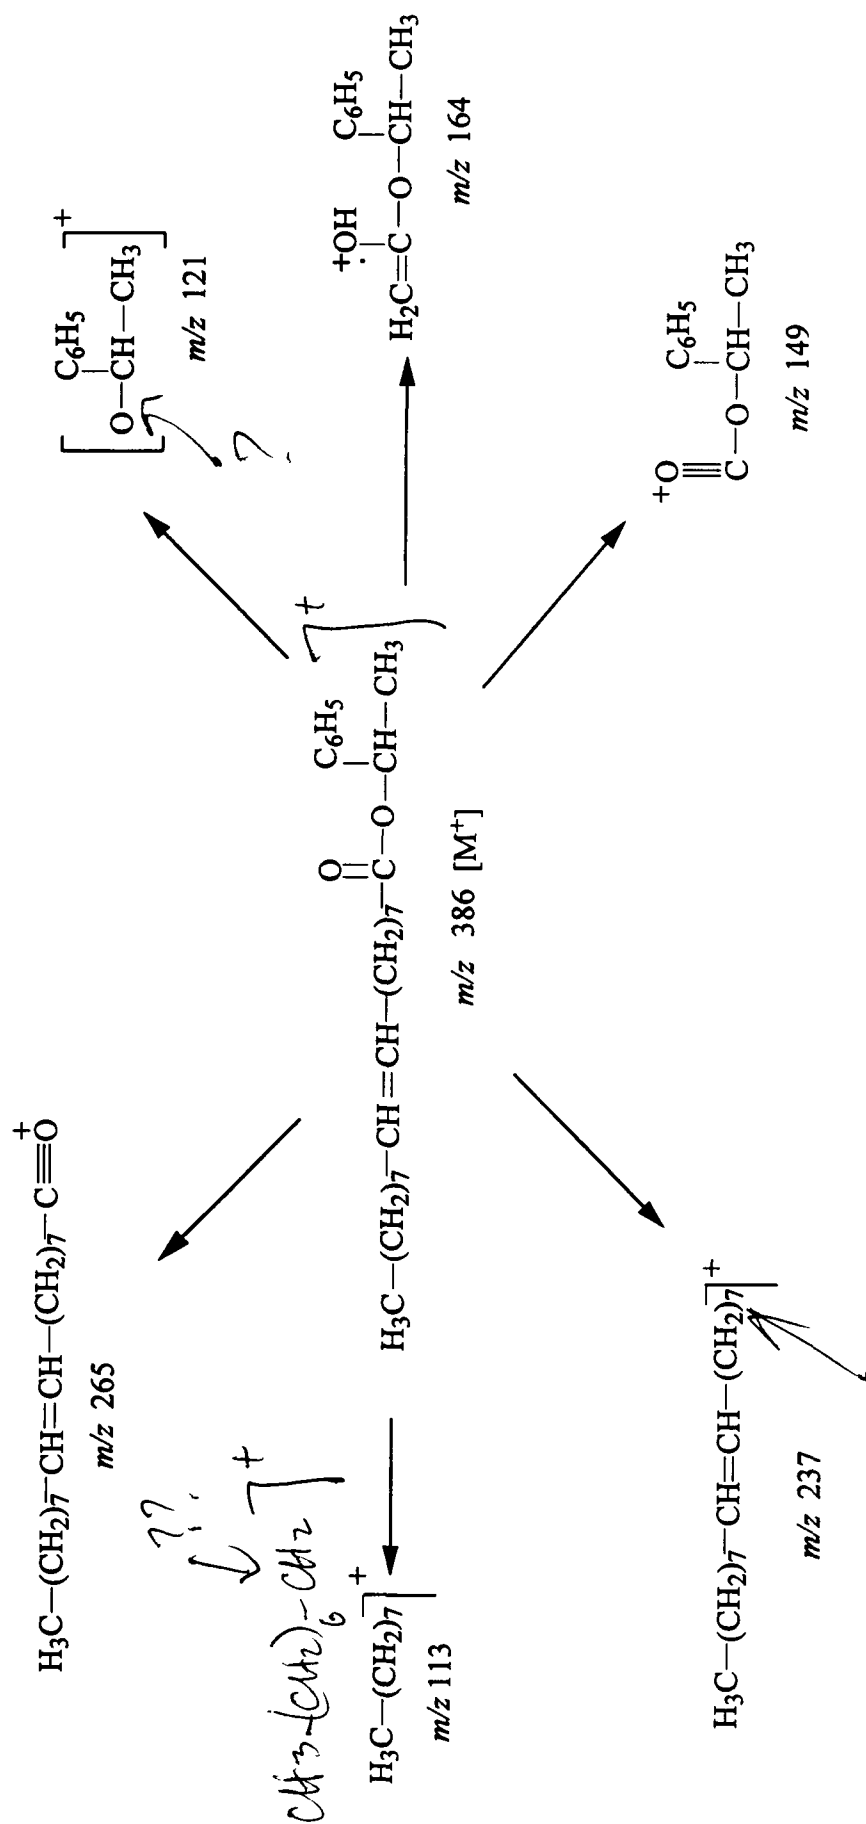 H₃C—(CH₂)₇—CH=CH—(CH₂)₇—C≡O⁺
m/z 265
[O—CH(C₆H₅)—CH₃]⁺
m/z 121
?
CH₃-(CH₂)₆-CH₂ ]⁺
??
H₃C—(CH₂)₇ ]⁺
m/z 113
H₃C—(CH₂)₇—CH=CH—(CH₂)₇—C(=O)—O—CH(C₆H₅)—CH₃ ]⁺
m/z 386 [M⁺]
H₂C=C(⁺·OH)—O—CH(C₆H₅)—CH₃
m/z 164
H₃C—(CH₂)₇—CH=CH—(CH₂)₇ ]⁺
m/z 237
⁺O≡C—O—CH(C₆H₅)—CH₃
m/z 149